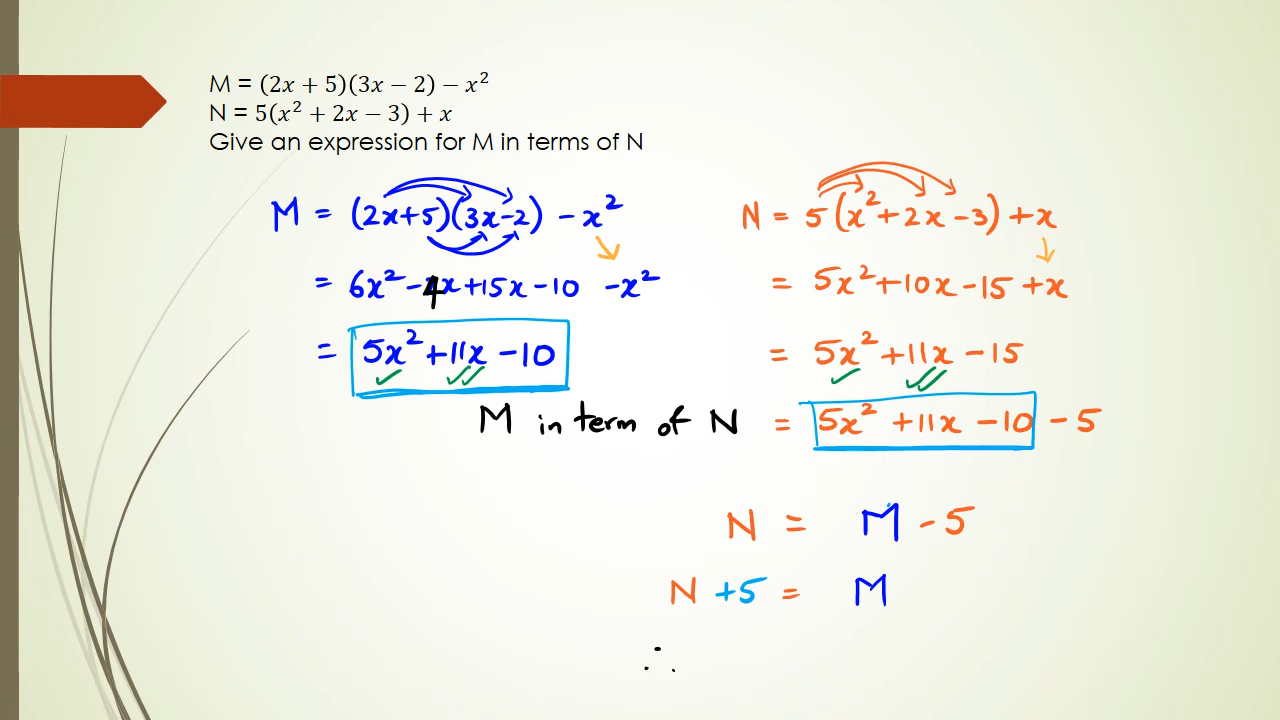 M = (2x + 5)(3x − 2) − x²
N = 5(x² + 2x − 3) + x
Give an expression for M in terms of N
M = (2x+5)(3x-2) - x²
= 6x² - 4x + 15x - 10 - x²
= 5x² + 11x - 10
N = 5(x² + 2x - 3) + x
= 5x² + 10x - 15 + x
= 5x² + 11x - 15
M in term of N = 5x² + 11x - 10 - 5
N = M - 5
N + 5 = M
∴